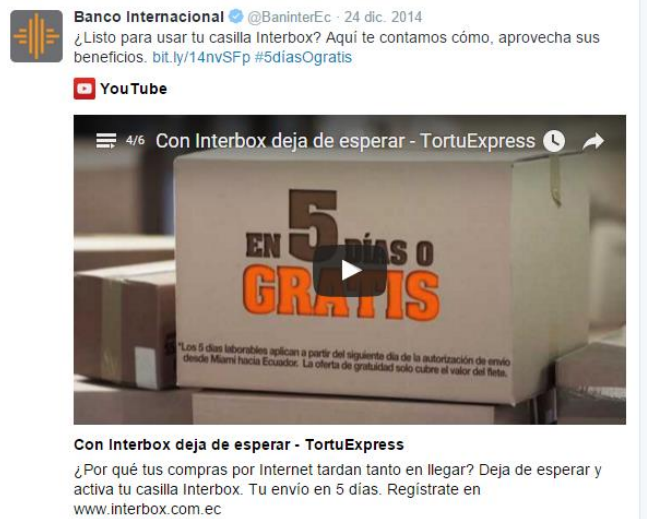 Banco Internacional @BaninterEc · 24 dic. 2014
¿Listo para usar tu casilla Interbox? Aquí te contamos cómo, aprovecha sus
beneficios. bit.ly/14nvSFp #5díasOgratis
YouTube
4/6 Con Interbox deja de esperar - TortuExpress
EN 5 DÍAS O
GRATIS
*Los 5 días laborables aplican a partir del siguiente día de la autorización de envío
desde Miami hacia Ecuador. La oferta de gratuidad solo cubre el valor del flete.
Con Interbox deja de esperar - TortuExpress
¿Por qué tus compras por Internet tardan tanto en llegar? Deja de esperar y
activa tu casilla Interbox. Tu envío en 5 días. Regístrate en
www.interbox.com.ec